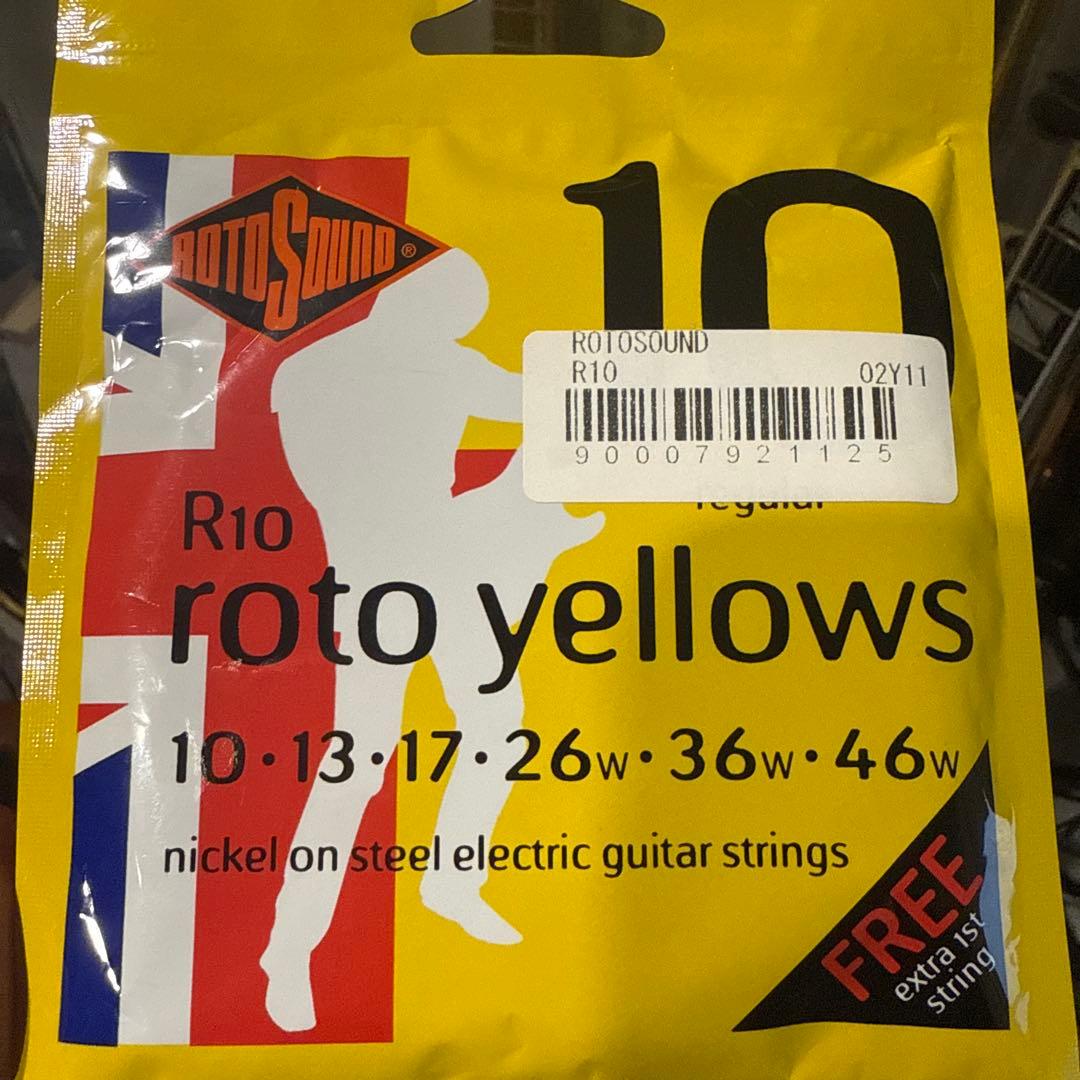 ROTOSOUND®
10
ROTOSOUND
R10 02Y11
90007921125
regular
R10
roto yellows
10·13·17·26w·36w·46w
nickel on steel electric guitar strings
FREE
extra 1st
string